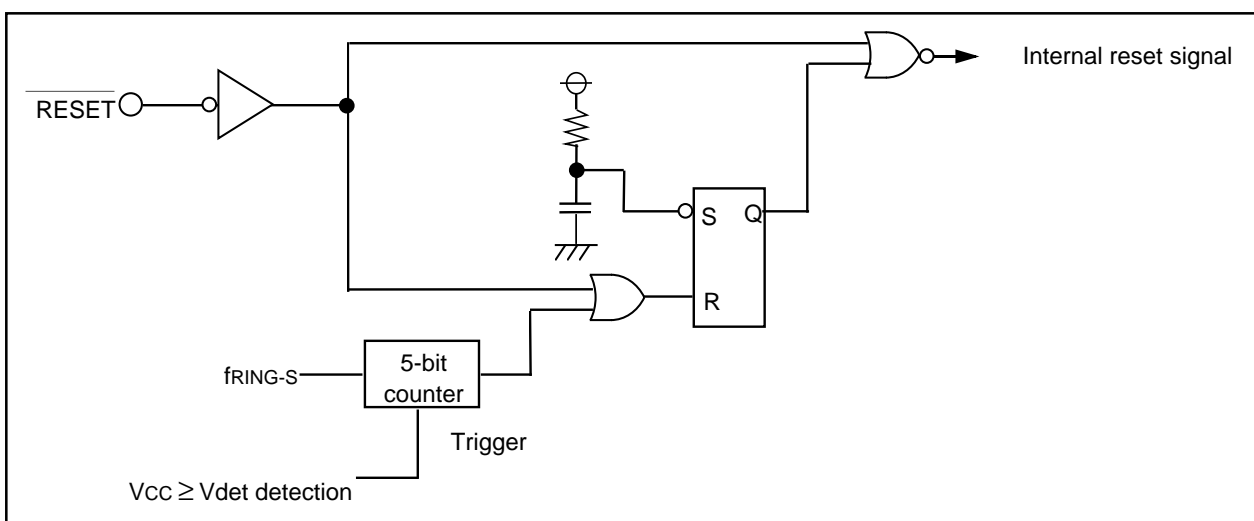 Internal reset signal
RESET
S Q
R
fRING-S
5-bit
counter
Trigger
VCC ≥ Vdet detection